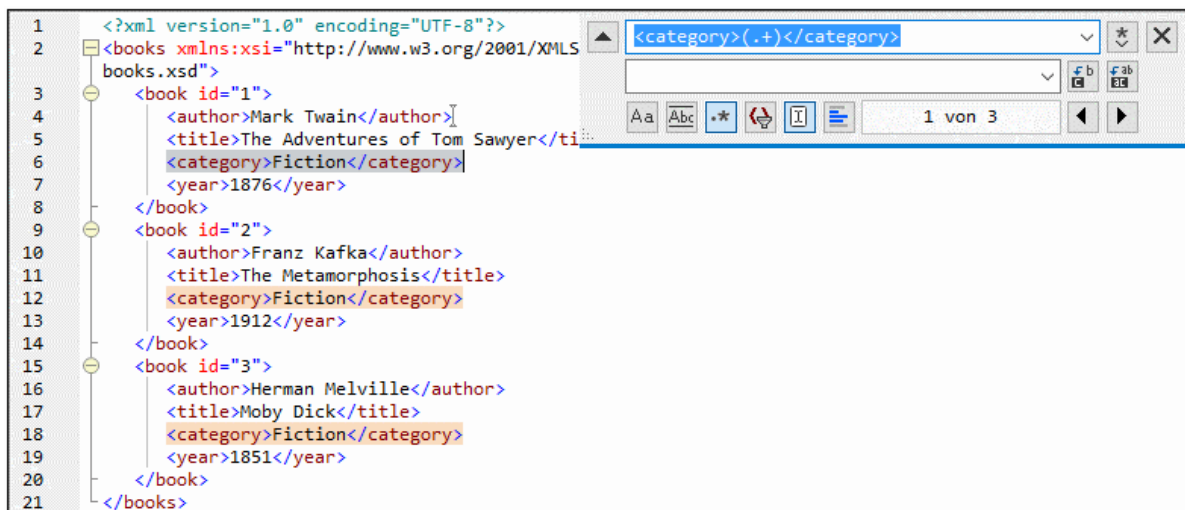 1 <?xml version="1.0" encoding="UTF-8"?>
2 <books xmlns:xsi="http://www.w3.org/2001/XMLS
books.xsd">
3 <book id="1">
4 <author>Mark Twain</author>
5 <title>The Adventures of Tom Sawyer</ti
6 <category>Fiction</category>
7 <year>1876</year>
8 </book>
9 <book id="2">
10 <author>Franz Kafka</author>
11 <title>The Metamorphosis</title>
12 <category>Fiction</category>
13 <year>1912</year>
14 </book>
15 <book id="3">
16 <author>Herman Melville</author>
17 <title>Moby Dick</title>
18 <category>Fiction</category>
19 <year>1851</year>
20 </book>
21 </books>
<category>(.+)</category>
Aa Abc .* 1 von 3